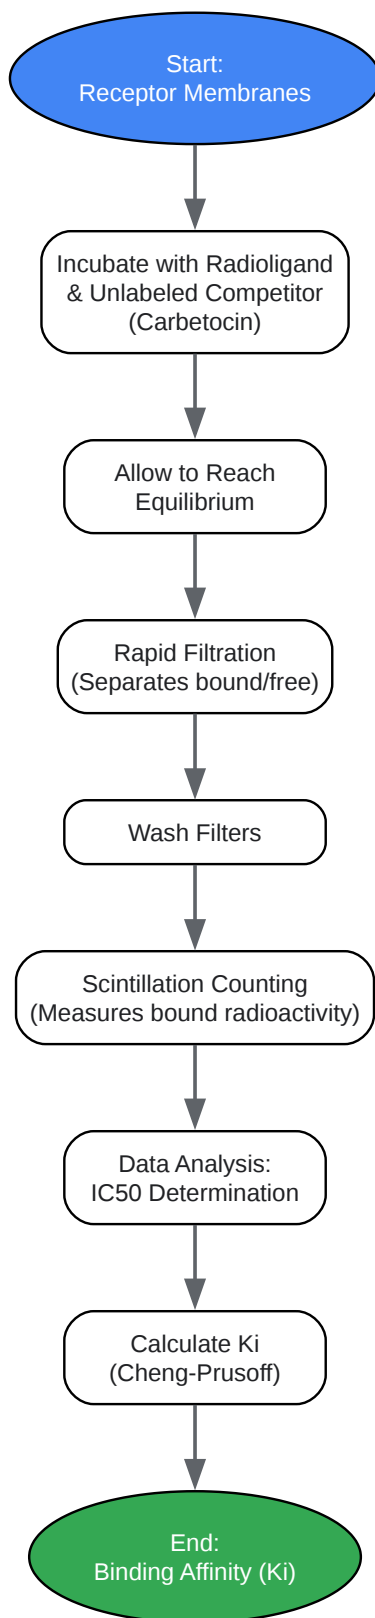 Start:
Receptor Membranes
Incubate with Radioligand
& Unlabeled Competitor
(Carbetocin)
Allow to Reach
Equilibrium
Rapid Filtration
(Separates bound/free)
Wash Filters
Scintillation Counting
(Measures bound radioactivity)
Data Analysis:
IC50 Determination
Calculate Ki
(Cheng-Prusoff)
End:
Binding Affinity (Ki)